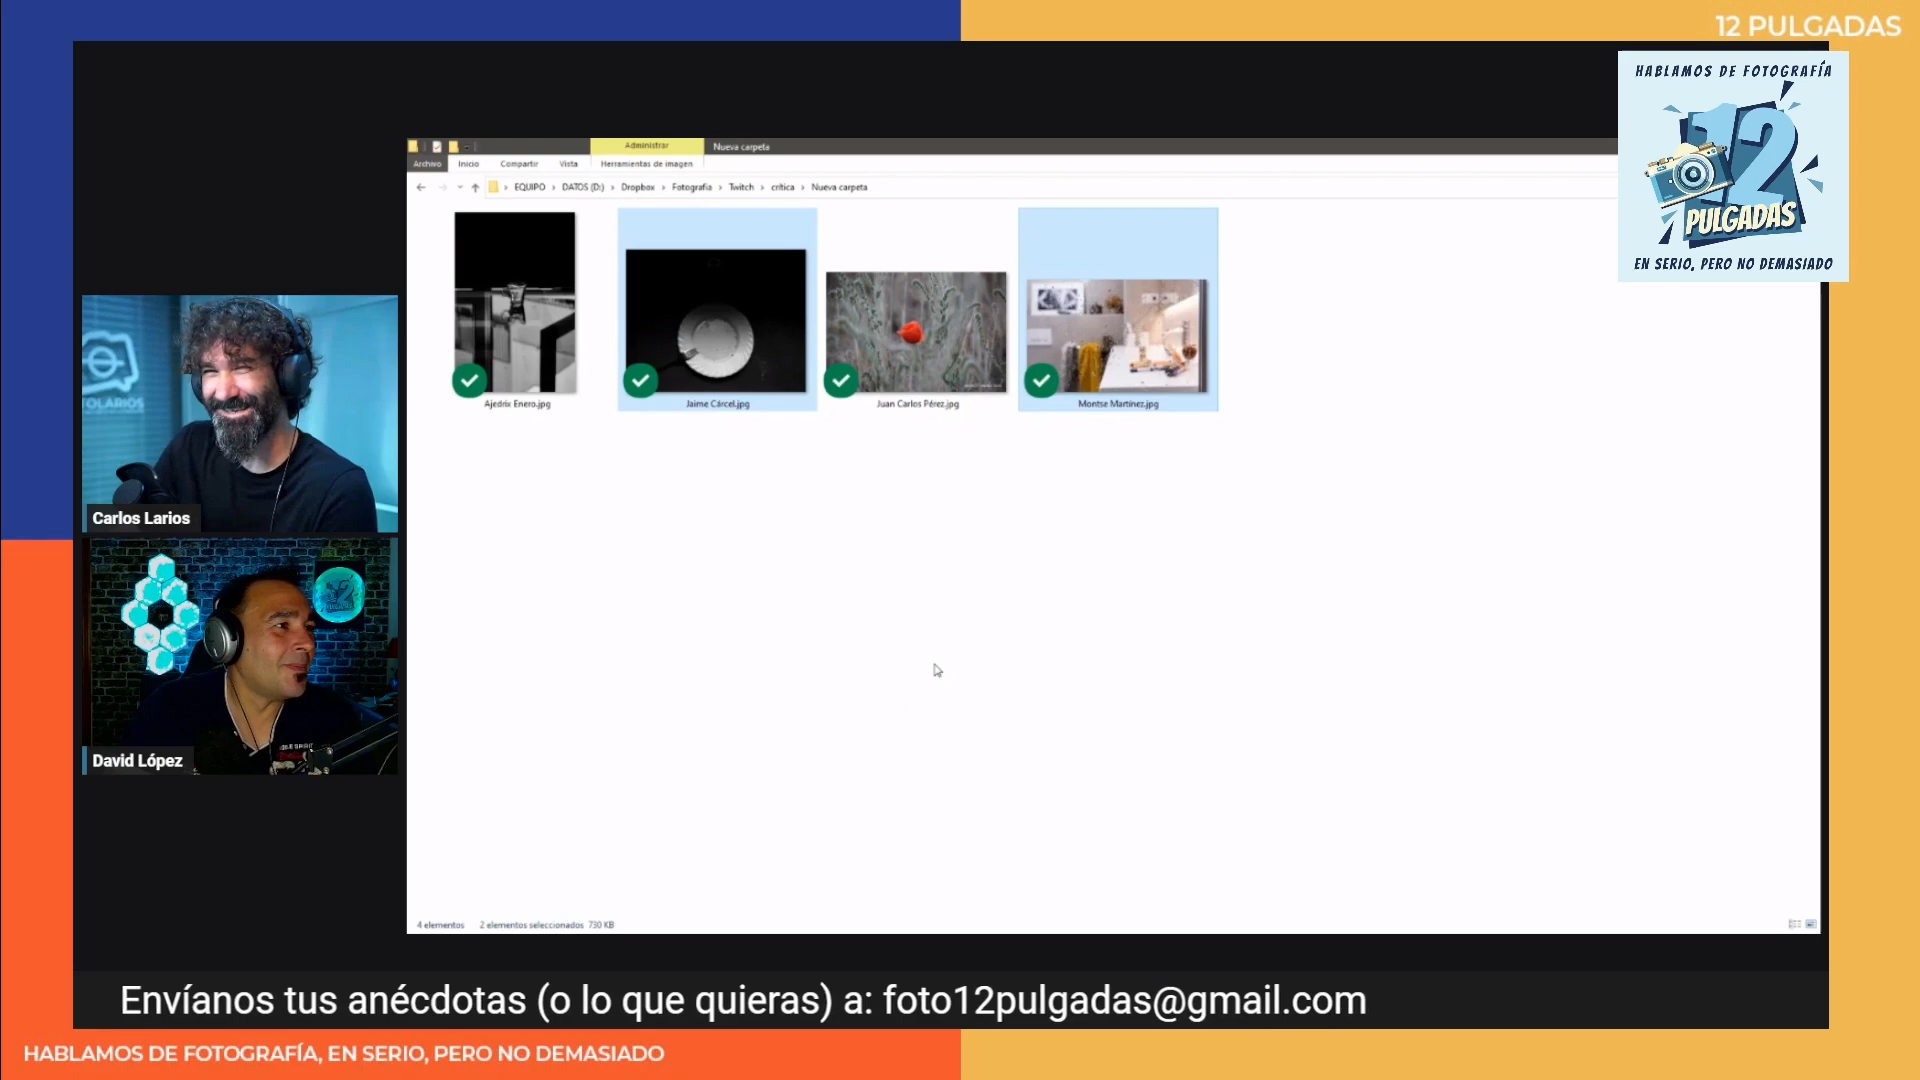 12 PULGADAS
HABLAMOS DE FOTOGRAFÍA
12
PULGADAS
EN SERIO, PERO NO DEMASIADO
Administrar
Nueva carpeta
Archivo Inicio Compartir Vista Herramientas de imagen
EQUIPO > DATOS (D:) > Dropbox > Fotografía > Twitch > crítica > Nueva carpeta
Ajedrix Enero.jpg
Jaime Cárcel.jpg
Juan Carlos Pérez.jpg
Montse Martínez.jpg
Carlos Larios
David López
4 elementos 2 elementos seleccionados 730 KB
Envíanos tus anécdotas (o lo que quieras) a: foto12pulgadas@gmail.com
HABLAMOS DE FOTOGRAFÍA, EN SERIO, PERO NO DEMASIADO